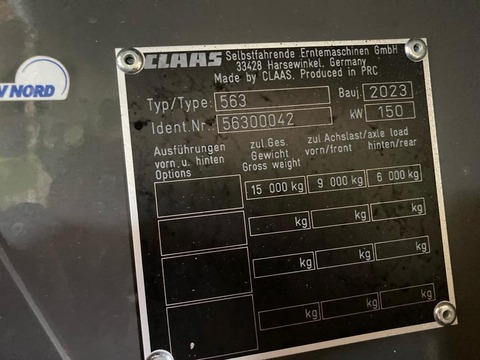 CLAAS Selbstfahrende Erntemaschinen GmbH
33428 Harsewinkel, Germany
Made by CLAAS. Produced in PRC
V NORD
Typ/Type: 563 Bauj. 2023
Ident.Nr. 56300042 kW 150
Ausführungen zul Ges. zul Achslast/axle load
vorn u. hinten Gewicht vorn/front hinten/rear
Options Gross weight
15 000 kg 9 000 kg 6 000 kg
kg kg kg
kg kg kg
kg kg kg